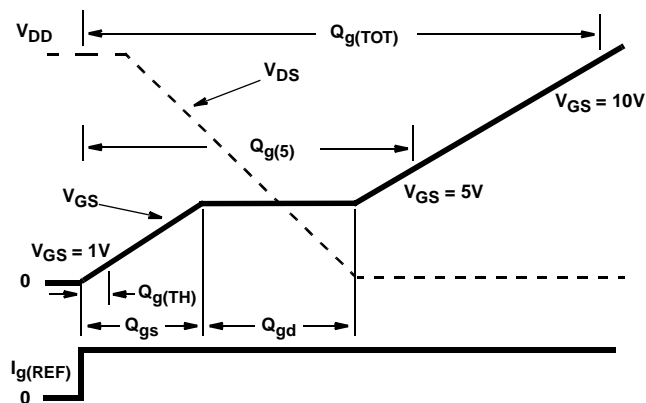 V_DD
Q_g(TOT)
V_DS
V_GS = 10V
Q_g(5)
V_GS
V_GS = 5V
V_GS = 1V
0
Q_g(TH)
Q_gs
Q_gd
I_g(REF)
0